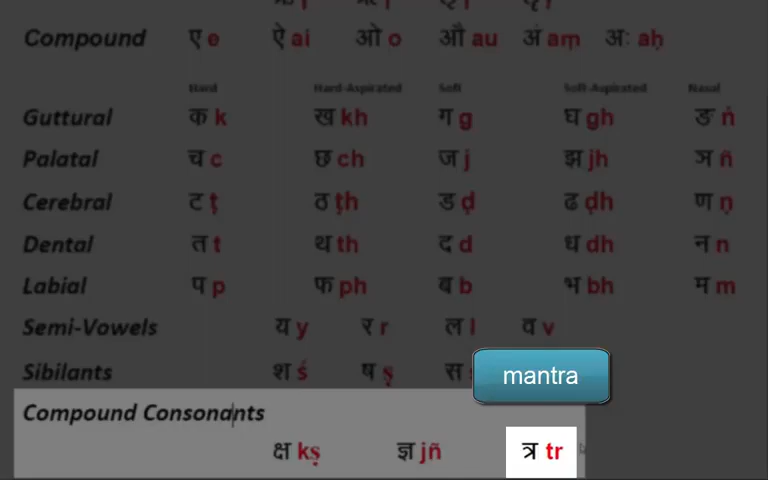 Compound ए e ऐ ai ओ o औ au अं aṃ अः aḥ
Hard Hard-Aspirated Soft Soft-Aspirated Nasal
Guttural क k ख kh ग g घ gh ङ ṅ
Palatal च c छ ch ज j झ jh ञ ñ
Cerebral ट ṭ ठ ṭh ड ḍ ढ ḍh ण ṇ
Dental त t थ th द d ध dh न n
Labial प p फ ph ब b भ bh म m
Semi-Vowels य y र r ल l व v
Sibilants श ś ष ṣ स
mantra
Compound Consonants
क्ष kṣ ज्ञ jñ त्र tr